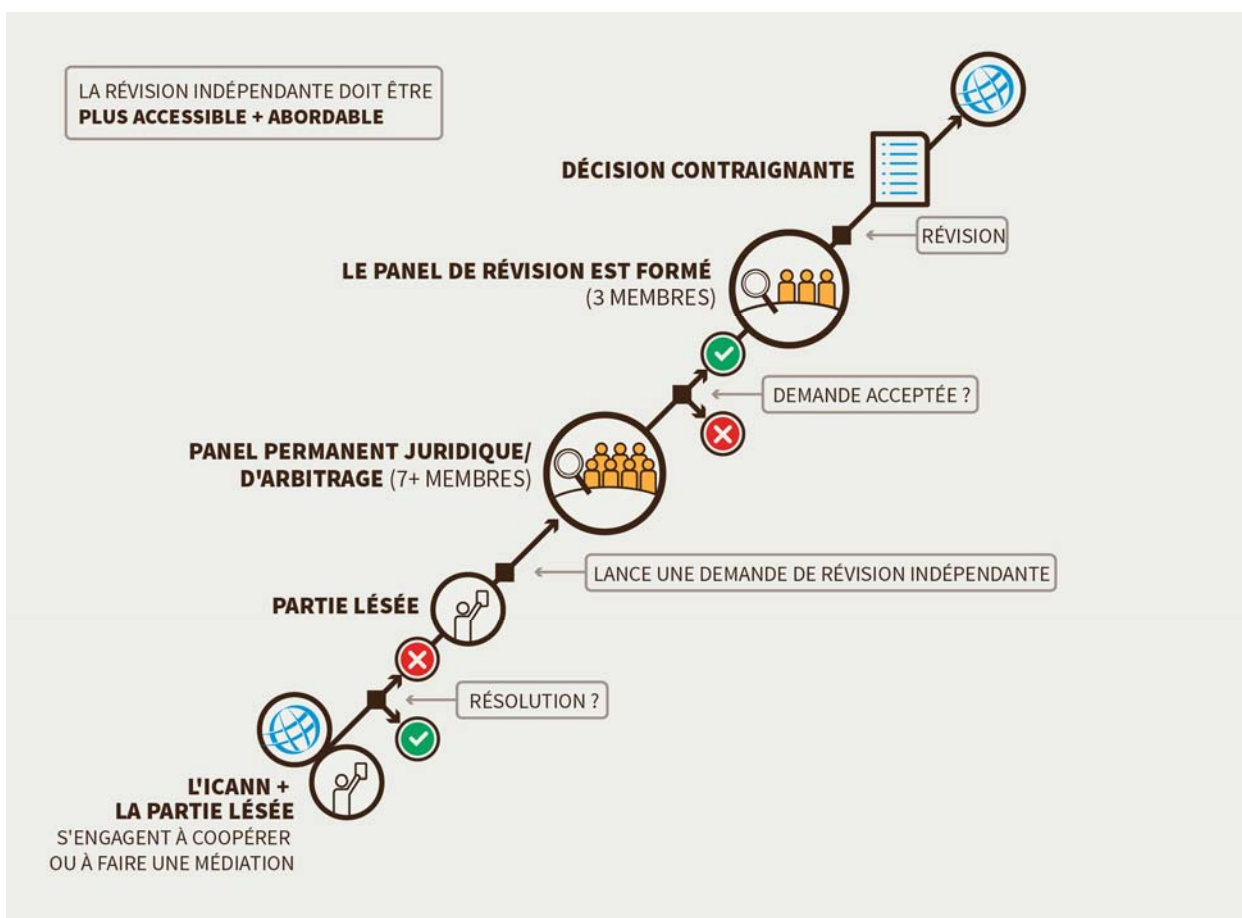 LA RÉVISION INDÉPENDANTE DOIT ÊTRE
PLUS ACCESSIBLE + ABORDABLE
DÉCISION CONTRAIGNANTE
RÉVISION
LE PANEL DE RÉVISION EST FORMÉ
(3 MEMBRES)
DEMANDE ACCEPTÉE ?
PANEL PERMANENT JURIDIQUE/
D'ARBITRAGE (7+ MEMBRES)
LANCE UNE DEMANDE DE RÉVISION INDÉPENDANTE
PARTIE LÉSÉE
RÉSOLUTION ?
L'ICANN +
LA PARTIE LÉSÉE
S'ENGAGENT À COOPÉRER
OU À FAIRE UNE MÉDIATION